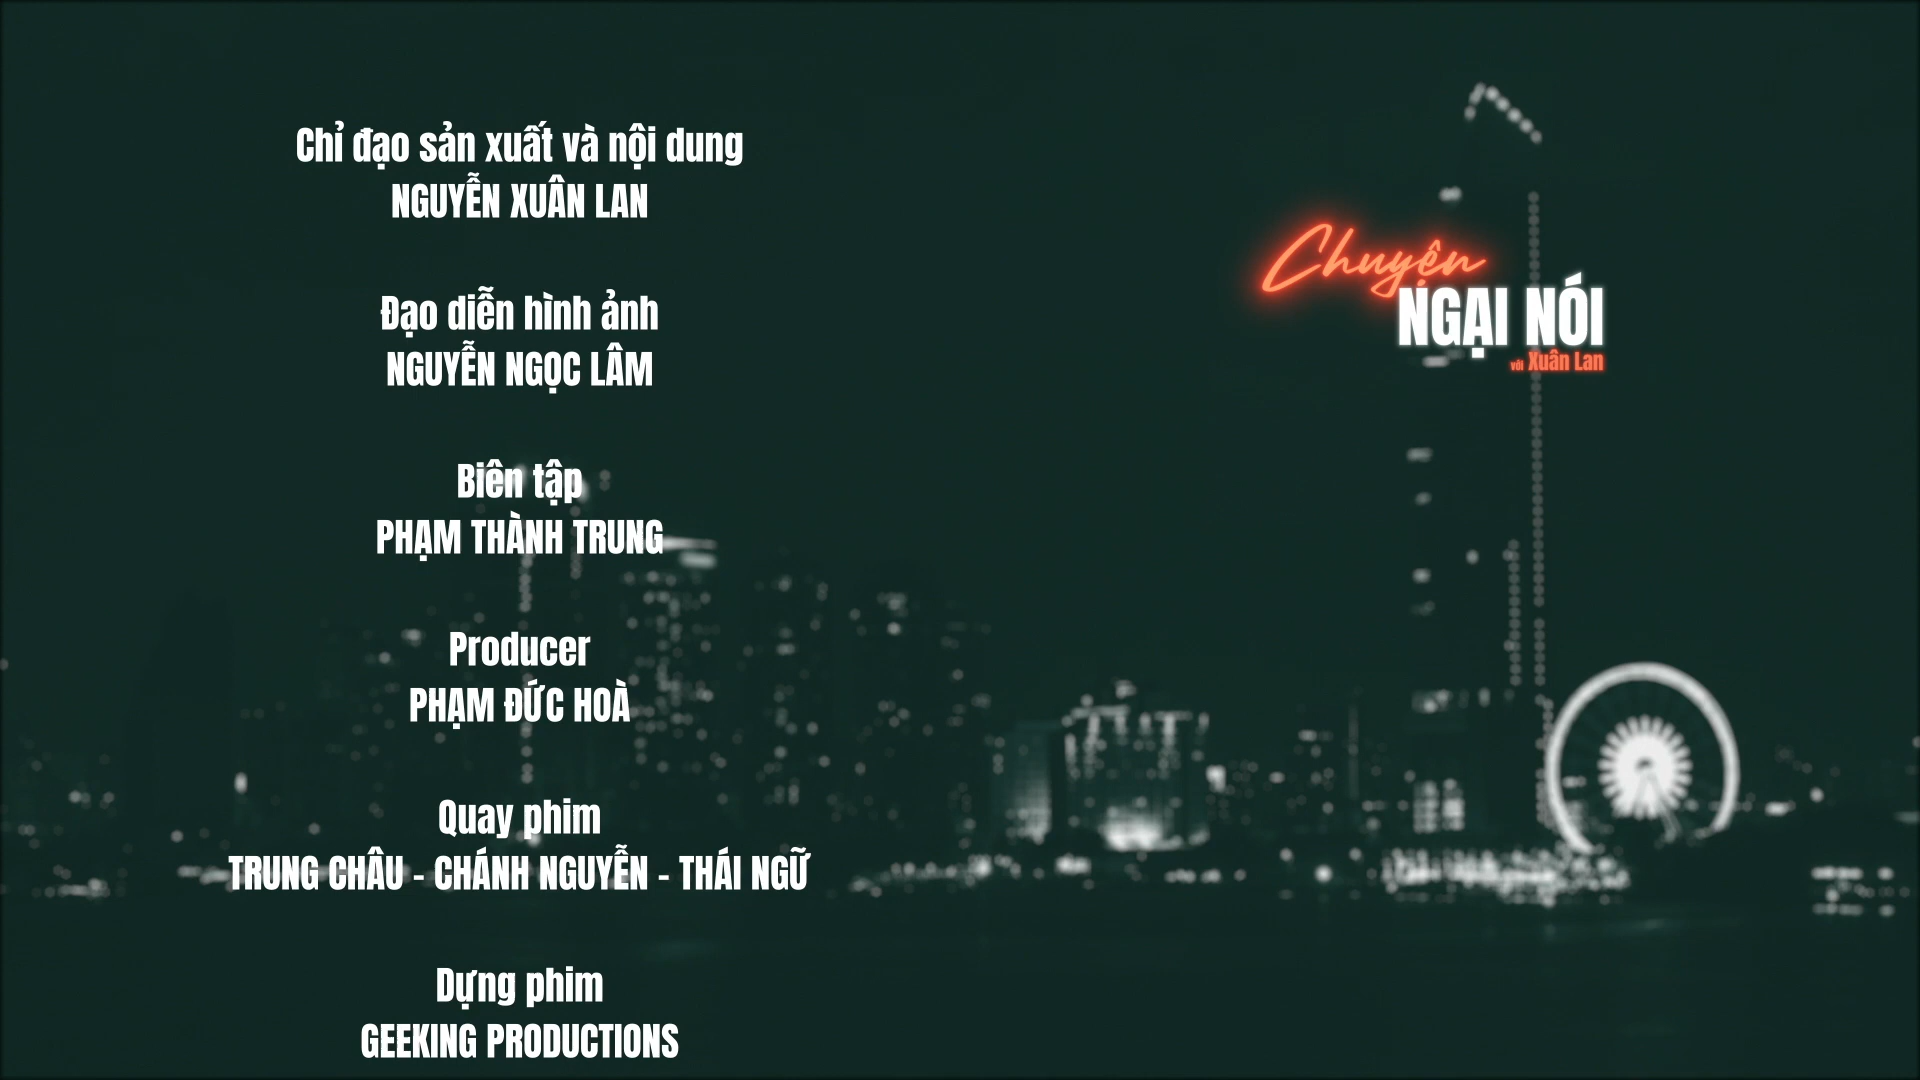 Chỉ đạo sản xuất và nội dung
NGUYỄN XUÂN LAN
Đạo diễn hình ảnh
NGUYỄN NGỌC LÂM
Biên tập
PHẠM THÀNH TRUNG
Producer
PHẠM ĐỨC HOÀ
Quay phim
TRUNG CHÂU - CHÁNH NGUYỄN - THÁI NGỮ
Dựng phim
GEEKING PRODUCTIONS
Chuyện
NGẠI NÓI
với Xuân Lan